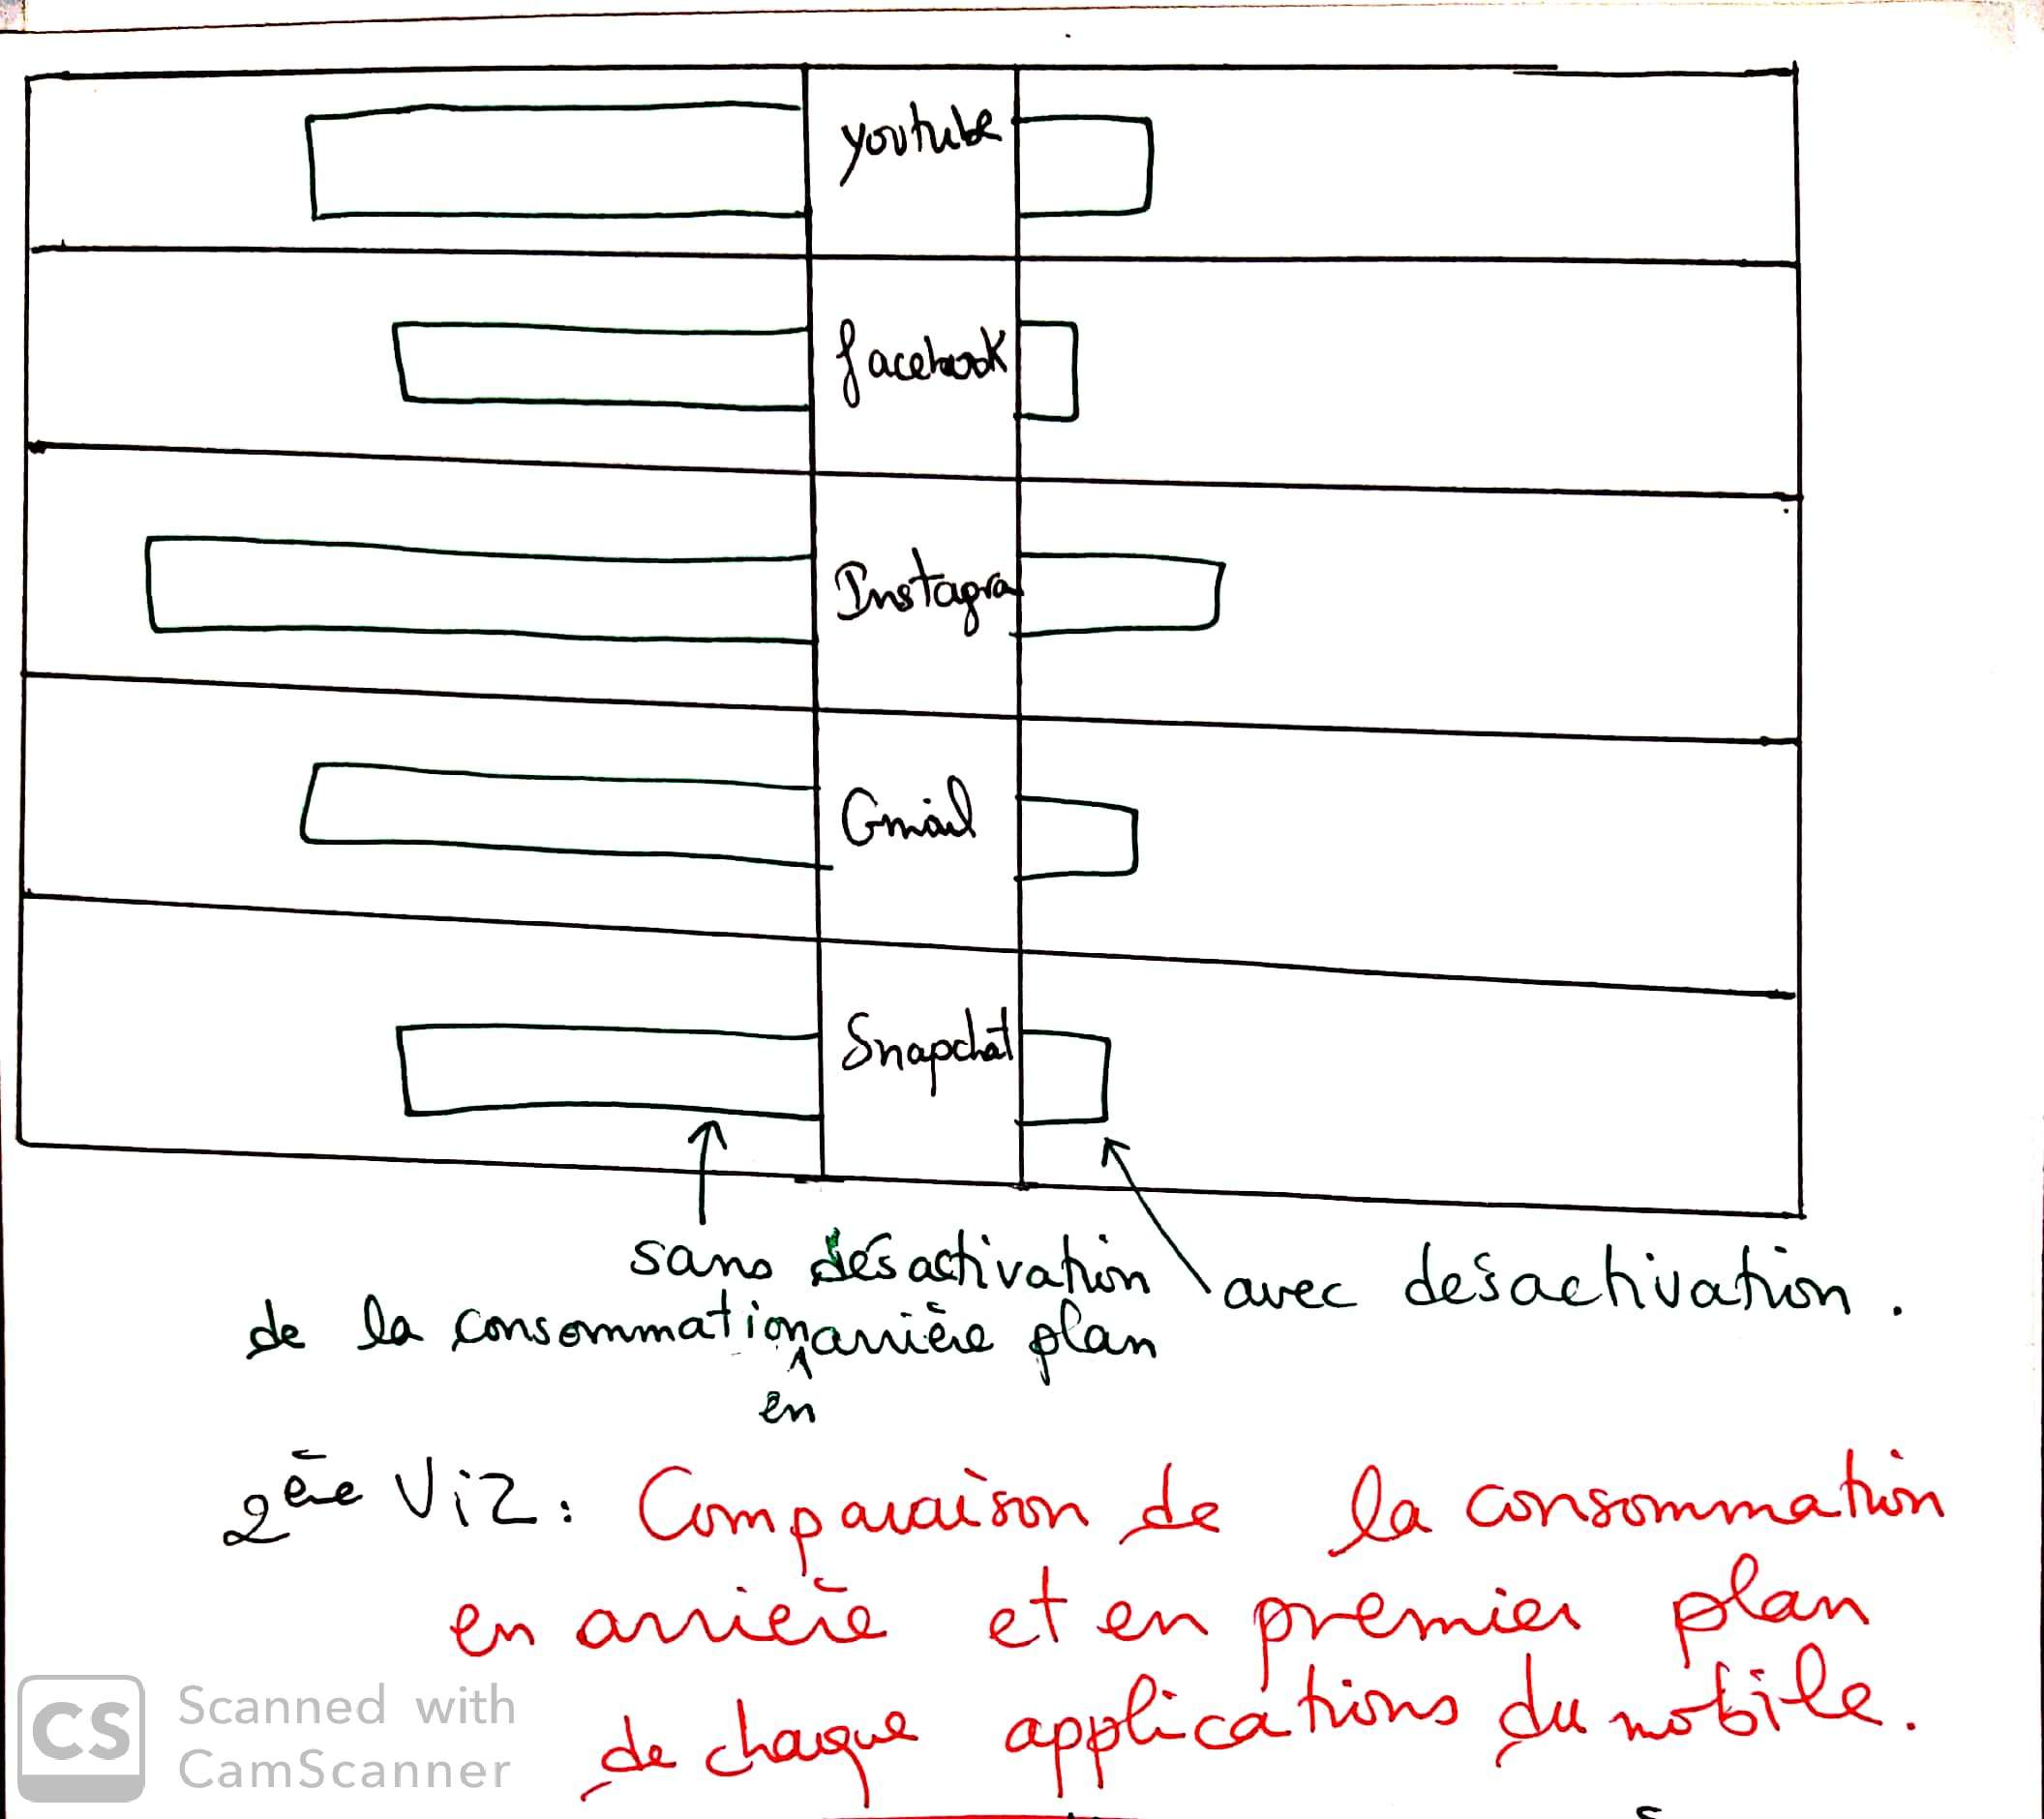 youtube
facebook
Instagra
Gmail
Snapchat
sans désactivation
avec désactivation.
de la consommation en arrière plan
2ère Viz: Comparaison de la consommation
en arrière et en premier plan
de chaque applications du mobile.
CS Scanned with
CamScanner